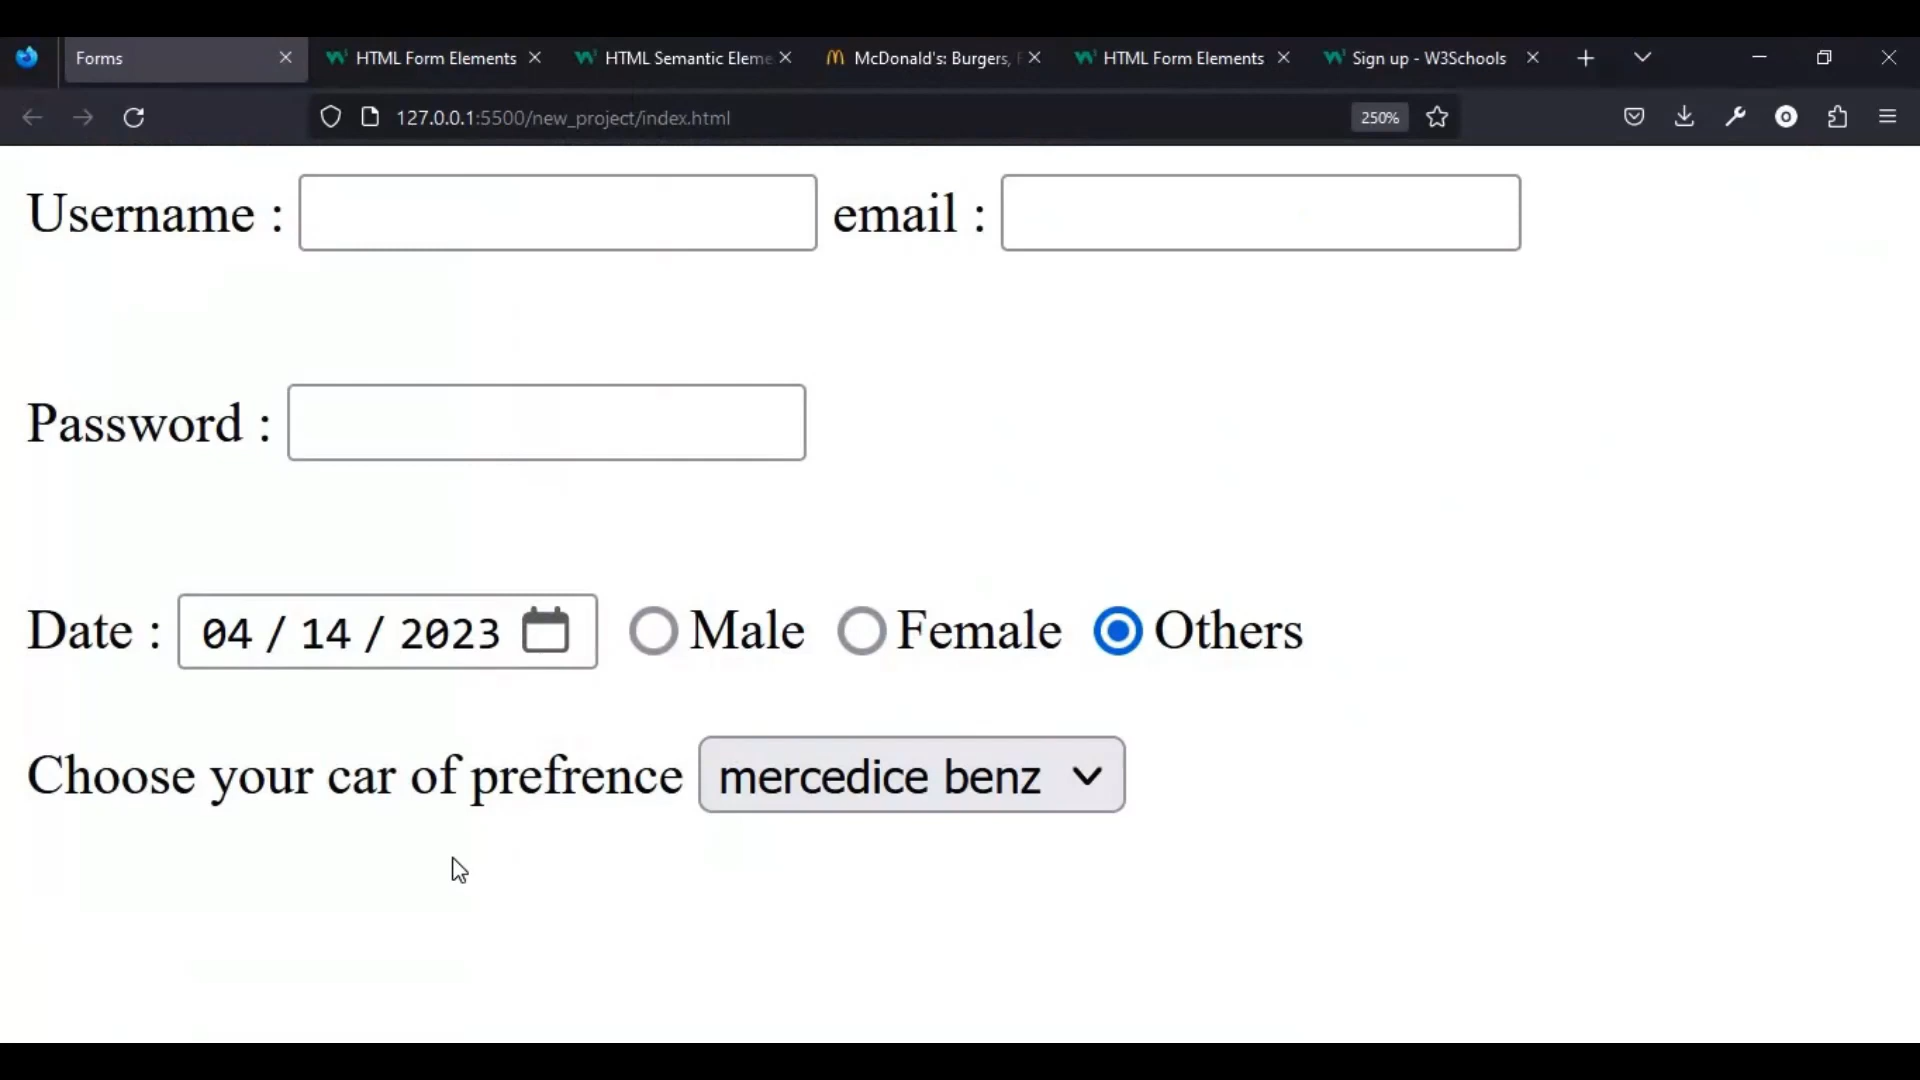 Forms HTML Form Elements HTML Semantic Eleme McDonald's: Burgers, HTML Form Elements Sign up - W3Schools
127.0.0.1:5500/new_project/index.html 250%
Username : email :
Password :
Date : 04 / 14 / 2023 Male Female Others
Choose your car of prefrence mercedice benz